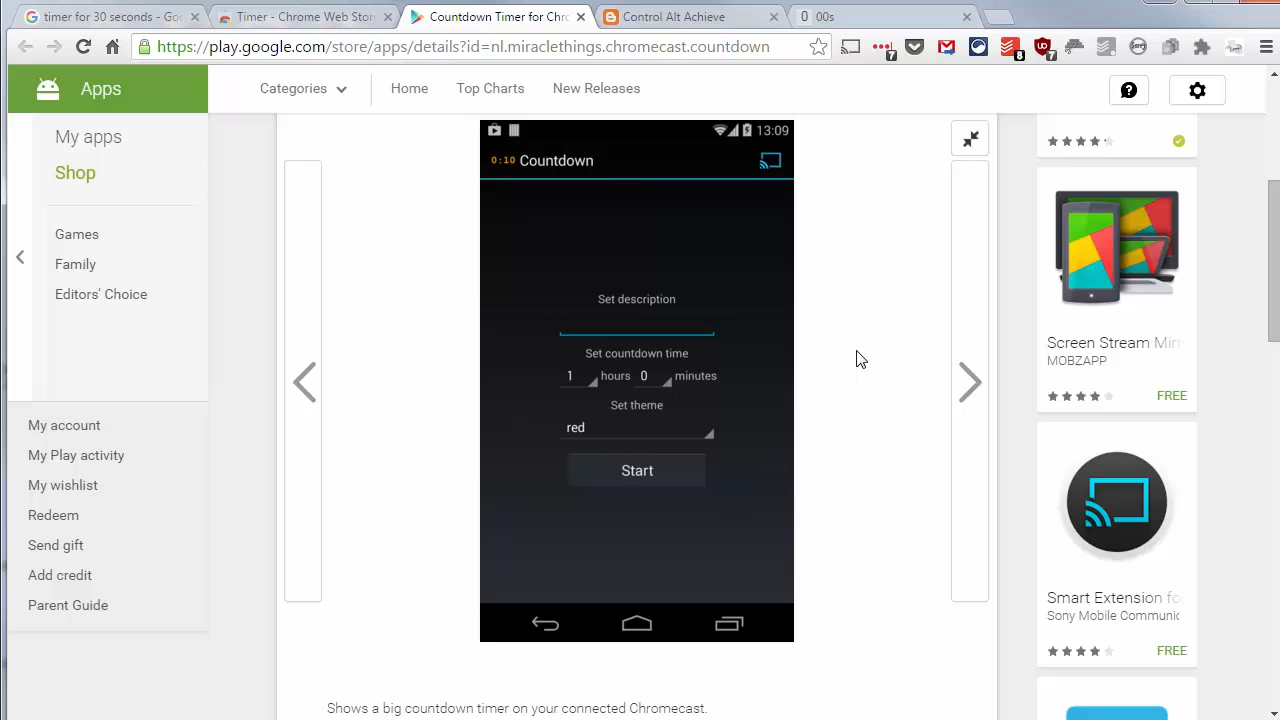 timer for 30 seconds - Go
Timer - Chrome Web Store
Countdown Timer for Chr
Control Alt Achieve
00s
https://play.google.com/store/apps/details?id=nl.miraclethings.chromecast.countdown
7
8
7
Apps
Categories
Home
Top Charts
New Releases
My apps
Shop
Games
Family
Editors' Choice
My account
My Play activity
My wishlist
Redeem
Send gift
Add credit
Parent Guide
13:09
0:10 Countdown
Set description
Set countdown time
1 hours 0 minutes
Set theme
red
Start
Shows a big countdown timer on your connected Chromecast.
Screen Stream Mirr
MOBZAPP
FREE
Smart Extension fo
Sony Mobile Communic
FREE